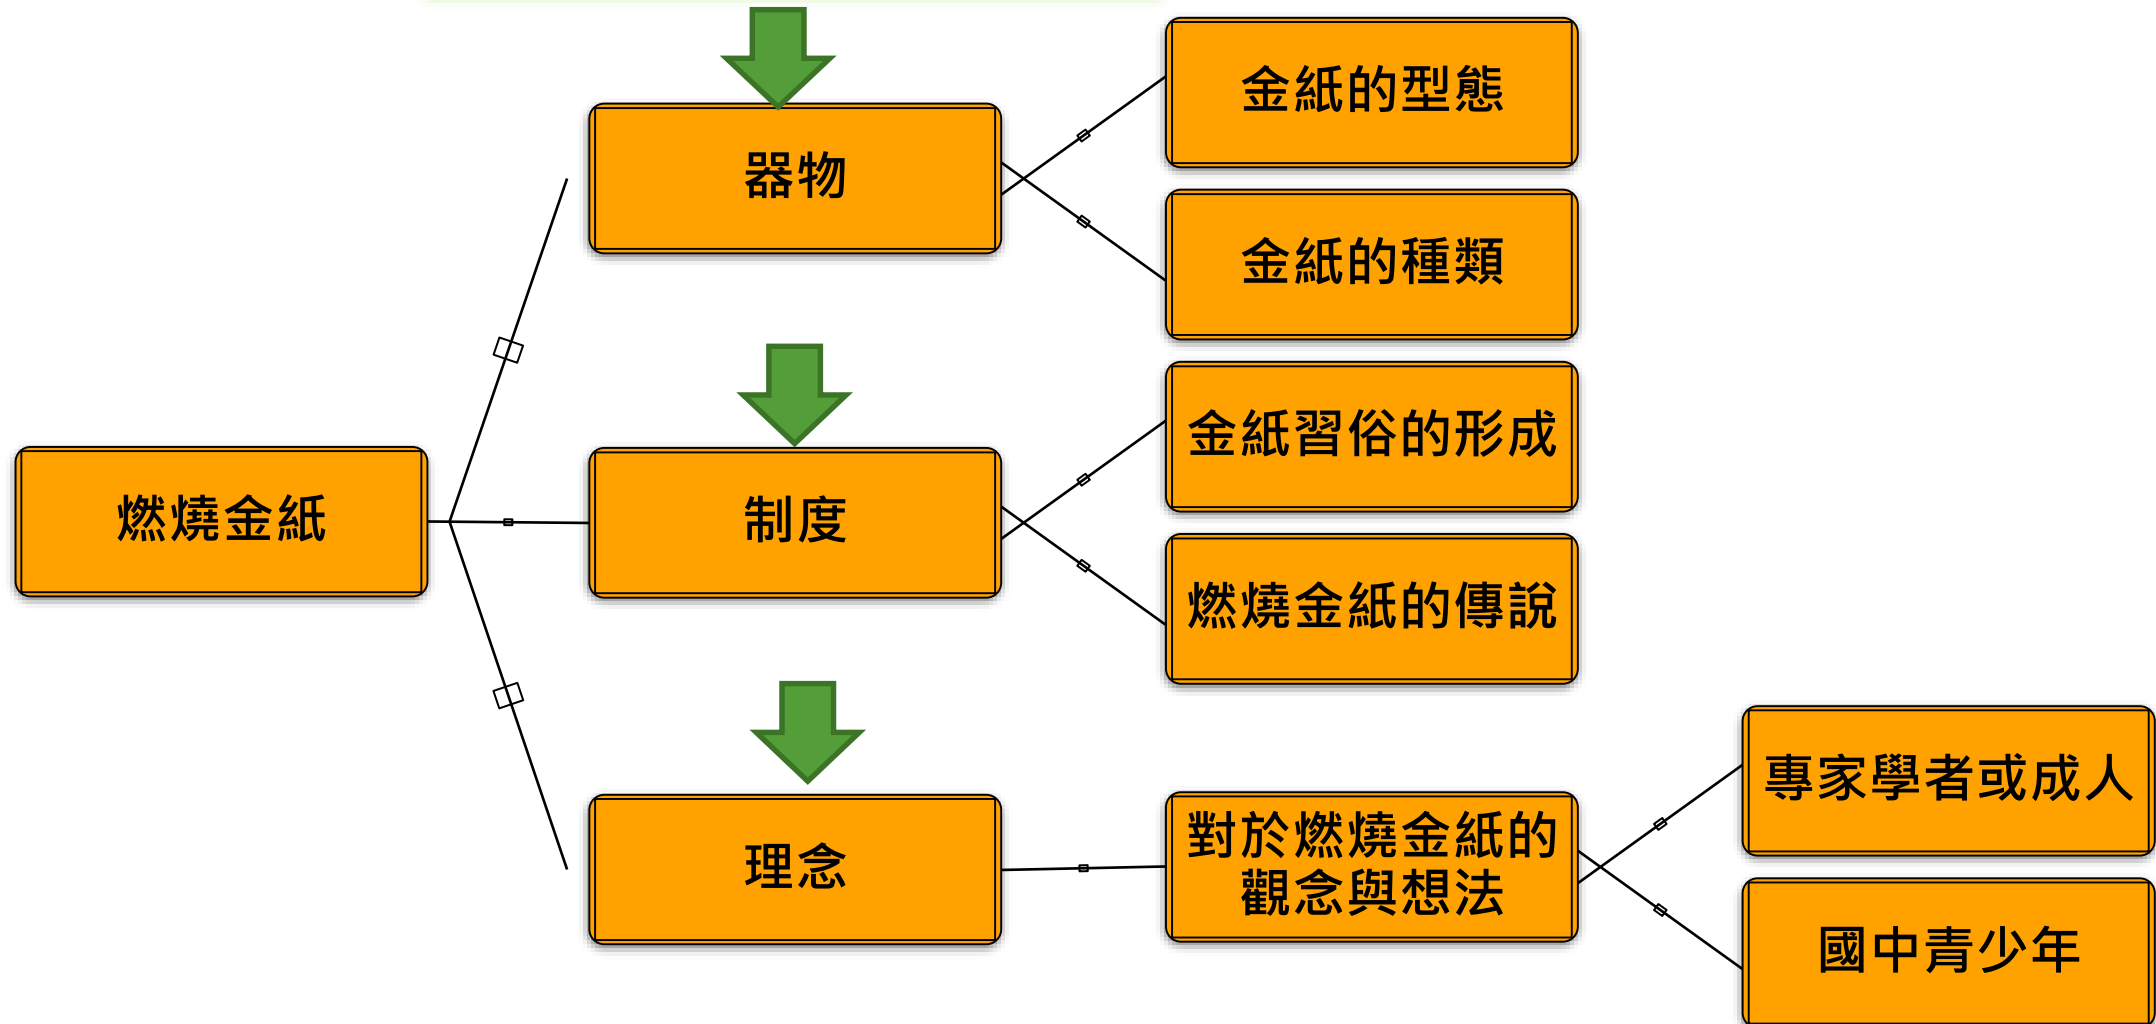 燃燒金紙
器物
金紙的型態
金紙的種類
制度
金紙習俗的形成
燃燒金紙的傳說
理念
對於燃燒金紙的
觀念與想法
專家學者或成人
國中青少年